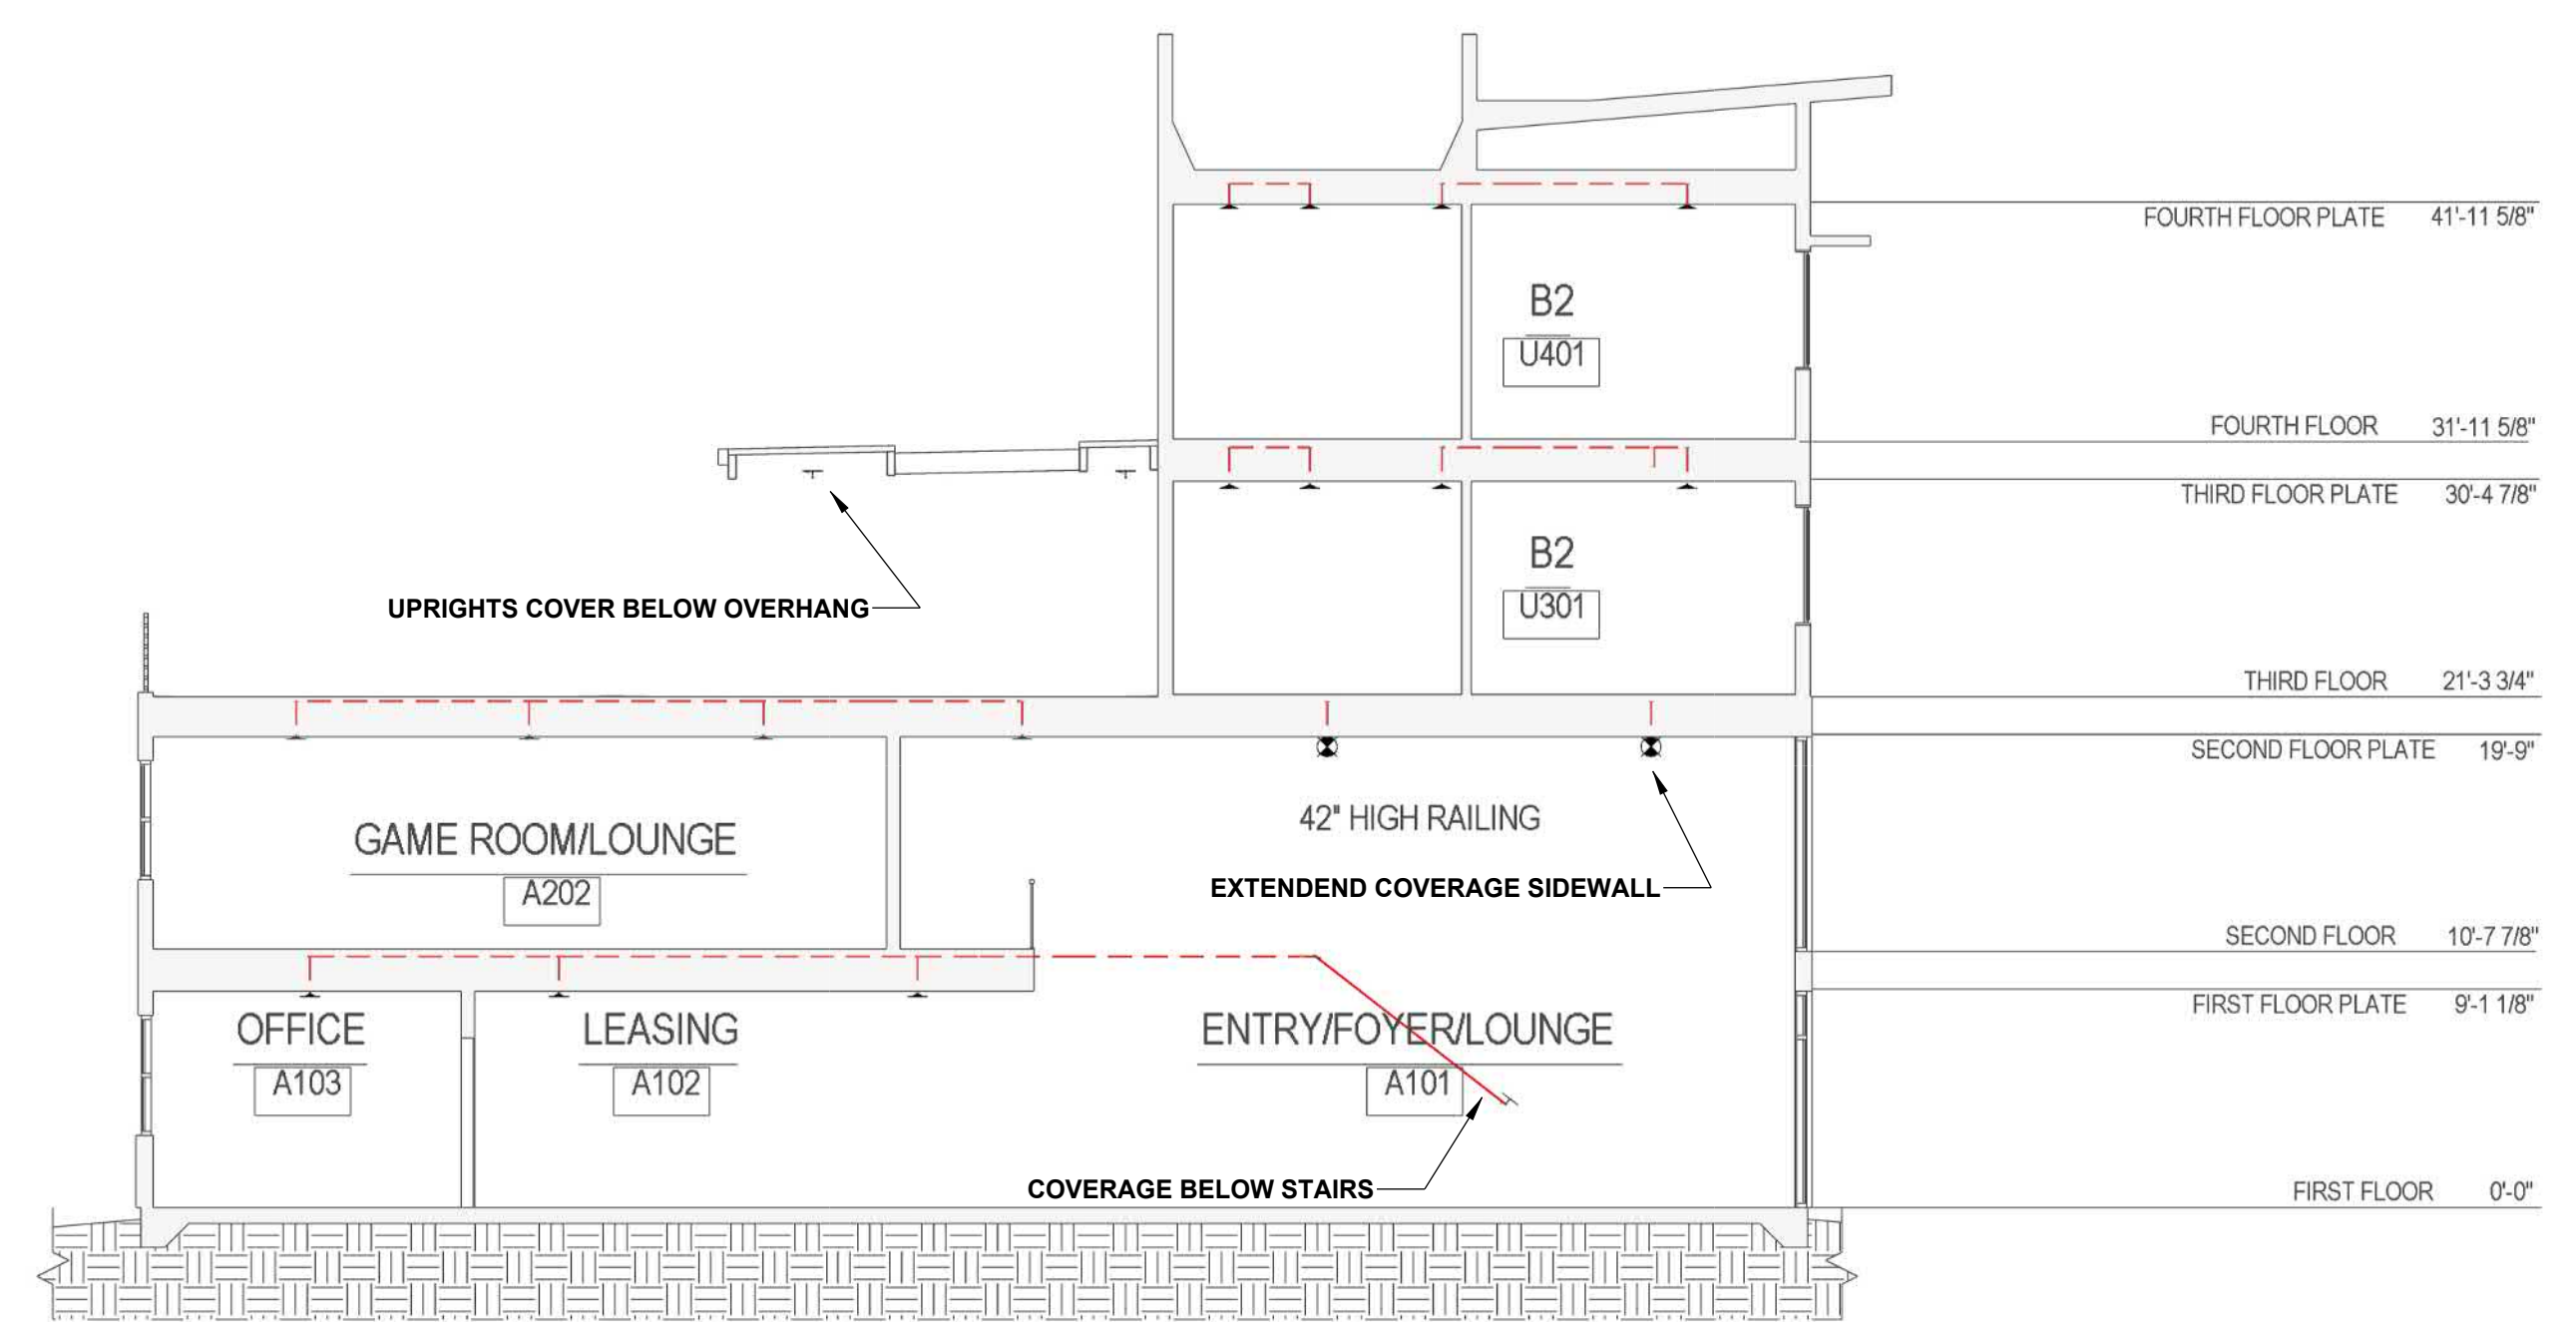 FOURTH FLOOR PLATE 41'-11 5/8"
B2
U401
FOURTH FLOOR 31'-11 5/8"
THIRD FLOOR PLATE 30'-4 7/8"
B2
U301
UPRIGHTS COVER BELOW OVERHANG
THIRD FLOOR 21'-3 3/4"
SECOND FLOOR PLATE 19'-9"
42" HIGH RAILING
GAME ROOM/LOUNGE
A202
EXTENDEND COVERAGE SIDEWALL
SECOND FLOOR 10'-7 7/8"
FIRST FLOOR PLATE 9'-1 1/8"
OFFICE
A103
LEASING
A102
ENTRY/FOYER/LOUNGE
A101
COVERAGE BELOW STAIRS
FIRST FLOOR 0'-0"